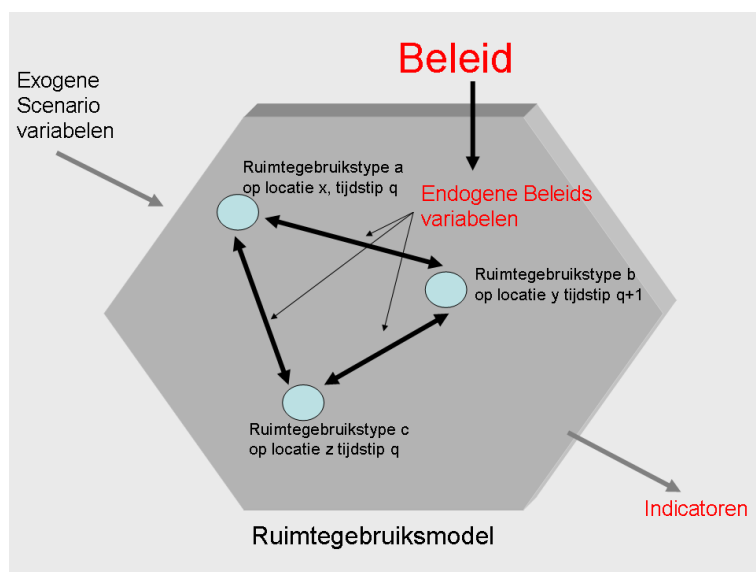 Beleid
Exogene
Scenario
variabelen
Ruimtegebruikstype a
op locatie x, tijdstip q
Endogene Beleids
variabelen
Ruimtegebruikstype b
op locatie y tijdstip q+1
Ruimtegebruikstype c
op locatie z tijdstip q
Indicatoren
Ruimtegebruiksmodel